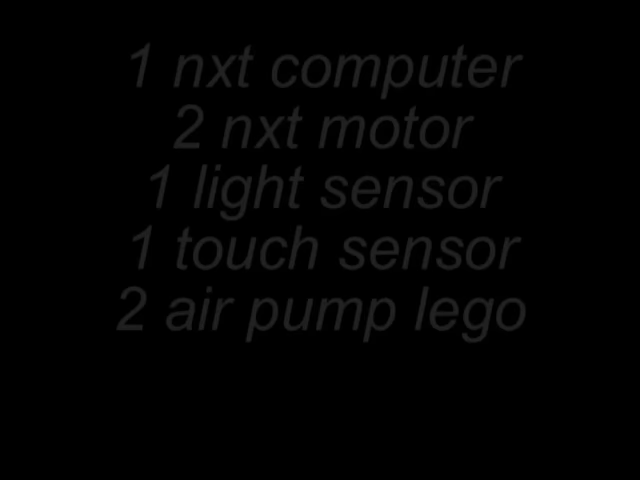 1 nxt computer
2 nxt motor
1 light sensor
1 touch sensor
2 air pump lego